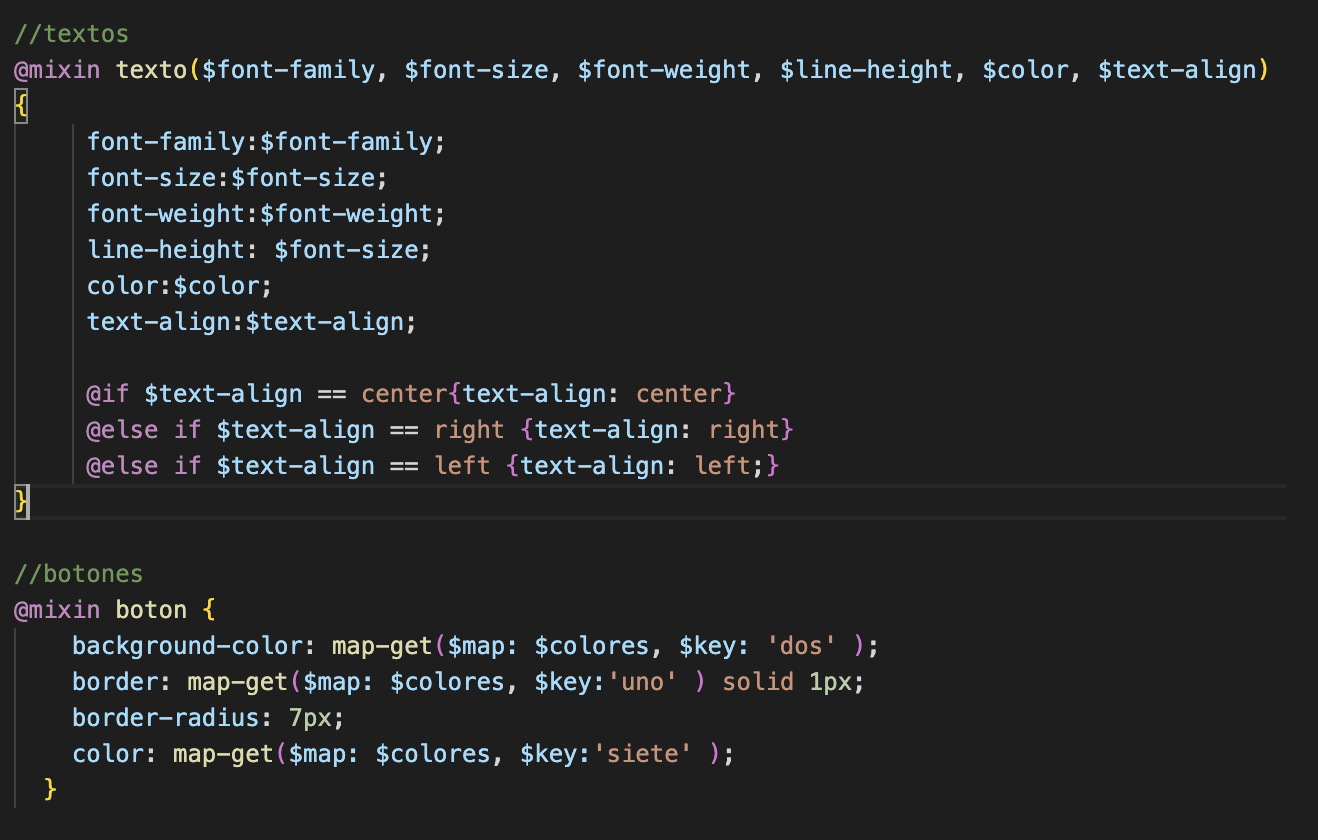 //textos
@mixin texto($font-family, $font-size, $font-weight, $line-height, $color, $text-align)
{
font-family:$font-family;
font-size:$font-size;
font-weight:$font-weight;
line-height: $font-size;
color:$color;
text-align:$text-align;
@if $text-align == center{text-align: center}
@else if $text-align == right {text-align: right}
@else if $text-align == left {text-align: left;}
}
//botones
@mixin boton {
background-color: map-get($map: $colores, $key: 'dos' );
border: map-get($map: $colores, $key:'uno' ) solid 1px;
border-radius: 7px;
color: map-get($map: $colores, $key:'siete' );
}